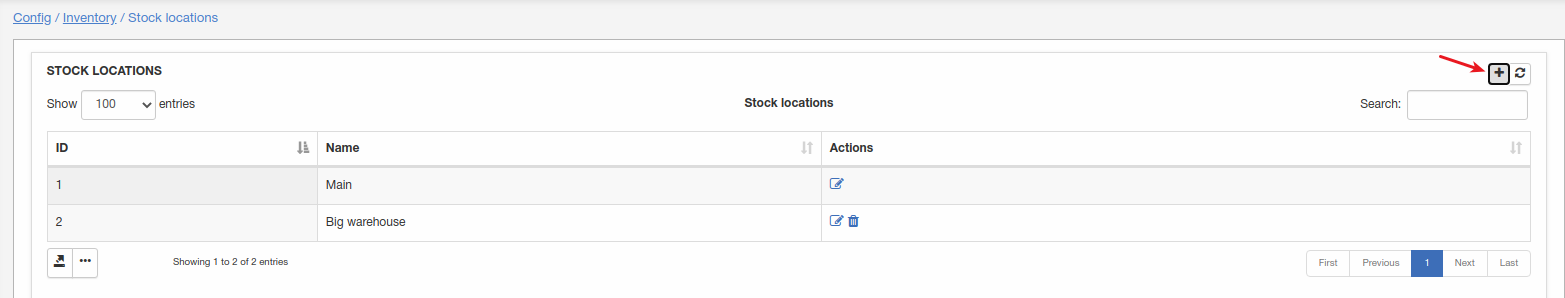 Config / Inventory / Stock locations
STOCK LOCATIONS
Show 100 entries Stock locations Search:
ID Name Actions
1 Main
2 Big warehouse
Showing 1 to 2 of 2 entries First Previous 1 Next Last